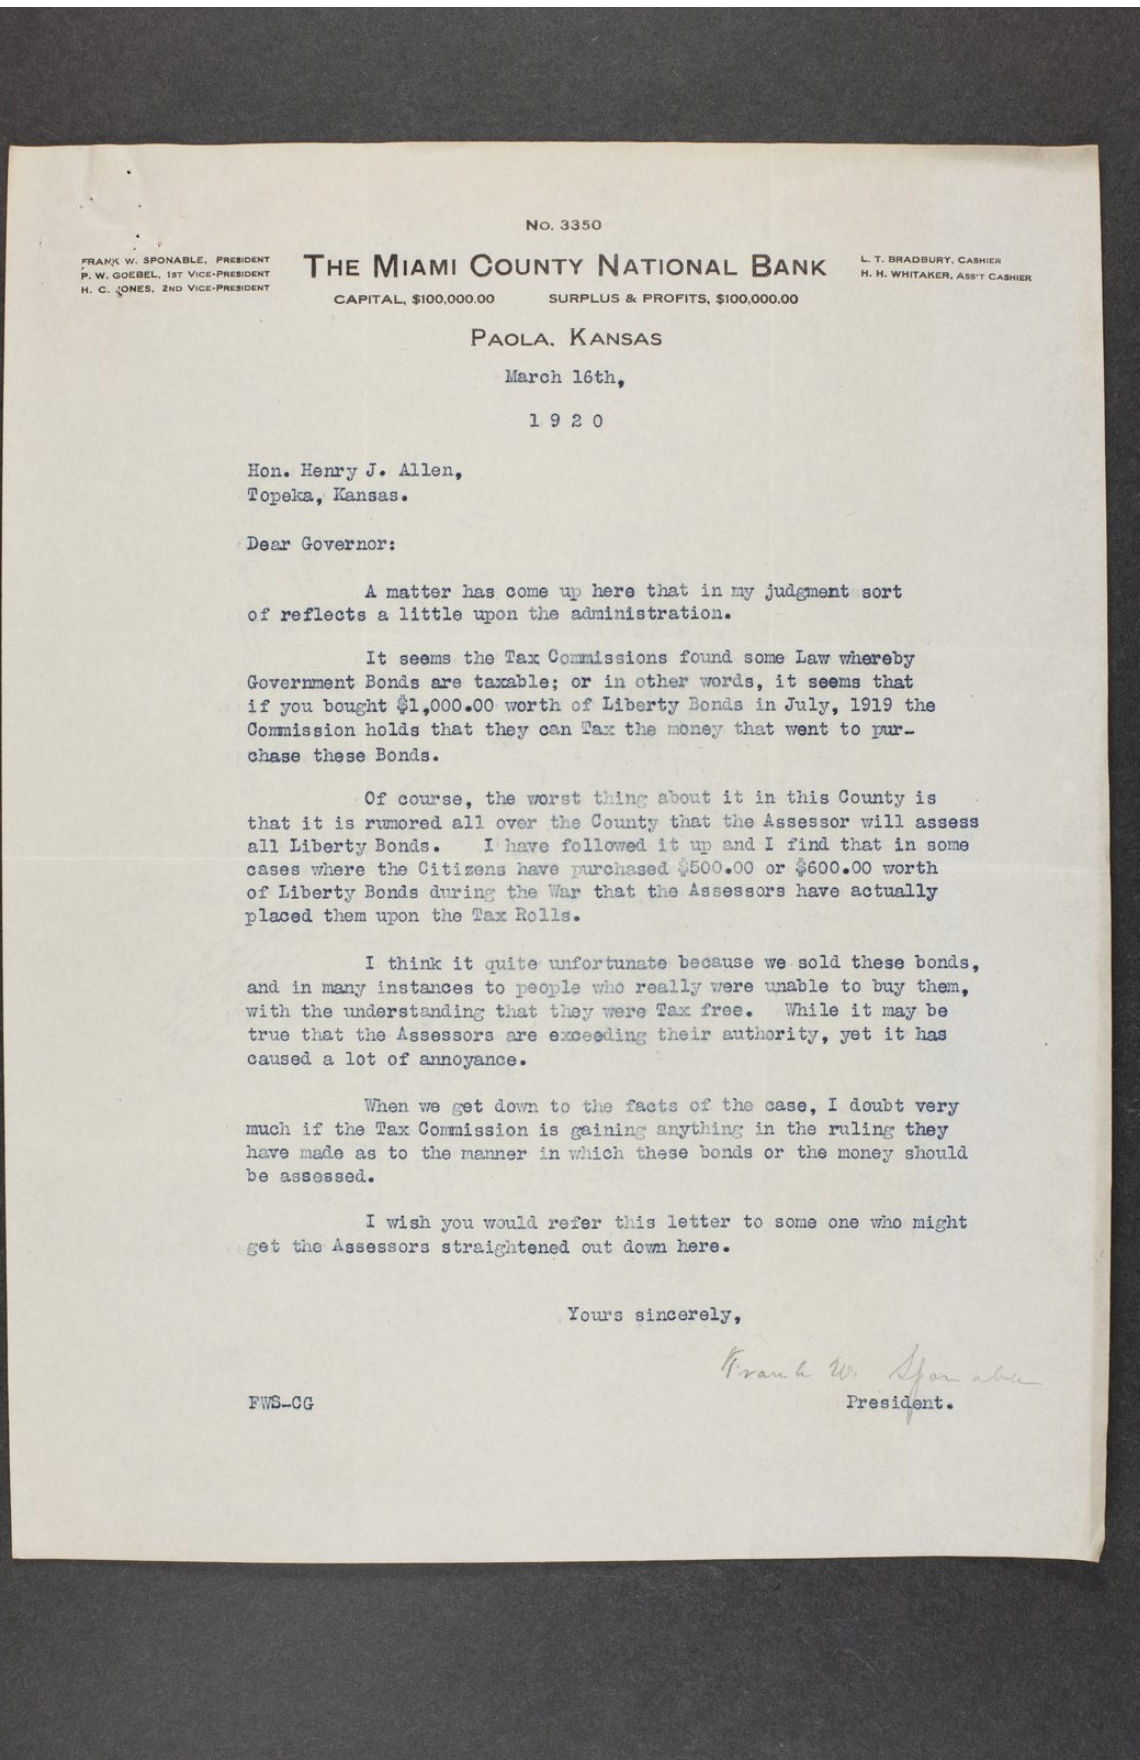 No. 3350
FRANK W. SPONABLE, PRESIDENT
P. W. GOEBEL, 1ST VICE-PRESIDENT
H. C. JONES, 2ND VICE-PRESIDENT
THE MIAMI COUNTY NATIONAL BANK
L. T. BRADBURY, CASHIER
H. H. WHITAKER, ASS'T CASHIER
CAPITAL, $100,000.00 SURPLUS & PROFITS, $100,000.00
PAOLA, KANSAS
March 16th,
1 9 2 0
Hon. Henry J. Allen,
Topeka, Kansas.
Dear Governor:
A matter has come up here that in my judgment sort
of reflects a little upon the administration.
It seems the Tax Commissions found some Law whereby
Government Bonds are taxable; or in other words, it seems that
if you bought $1,000.00 worth of Liberty Bonds in July, 1919 the
Commission holds that they can Tax the money that went to pur-
chase these Bonds.
Of course, the worst thing about it in this County is
that it is rumored all over the County that the Assessor will assess
all Liberty Bonds. I have followed it up and I find that in some
cases where the Citizens have purchased $500.00 or $600.00 worth
of Liberty Bonds during the War that the Assessors have actually
placed them upon the Tax Rolls.
I think it quite unfortunate because we sold these bonds,
and in many instances to people who really were unable to buy them,
with the understanding that they were Tax free. While it may be
true that the Assessors are exceeding their authority, yet it has
caused a lot of annoyance.
When we get down to the facts of the case, I doubt very
much if the Tax Commission is gaining anything in the ruling they
have made as to the manner in which these bonds or the money should
be assessed.
I wish you would refer this letter to some one who might
get the Assessors straightened out down here.
Yours sincerely,
Frank W. Sponable
FWS-CG
President.